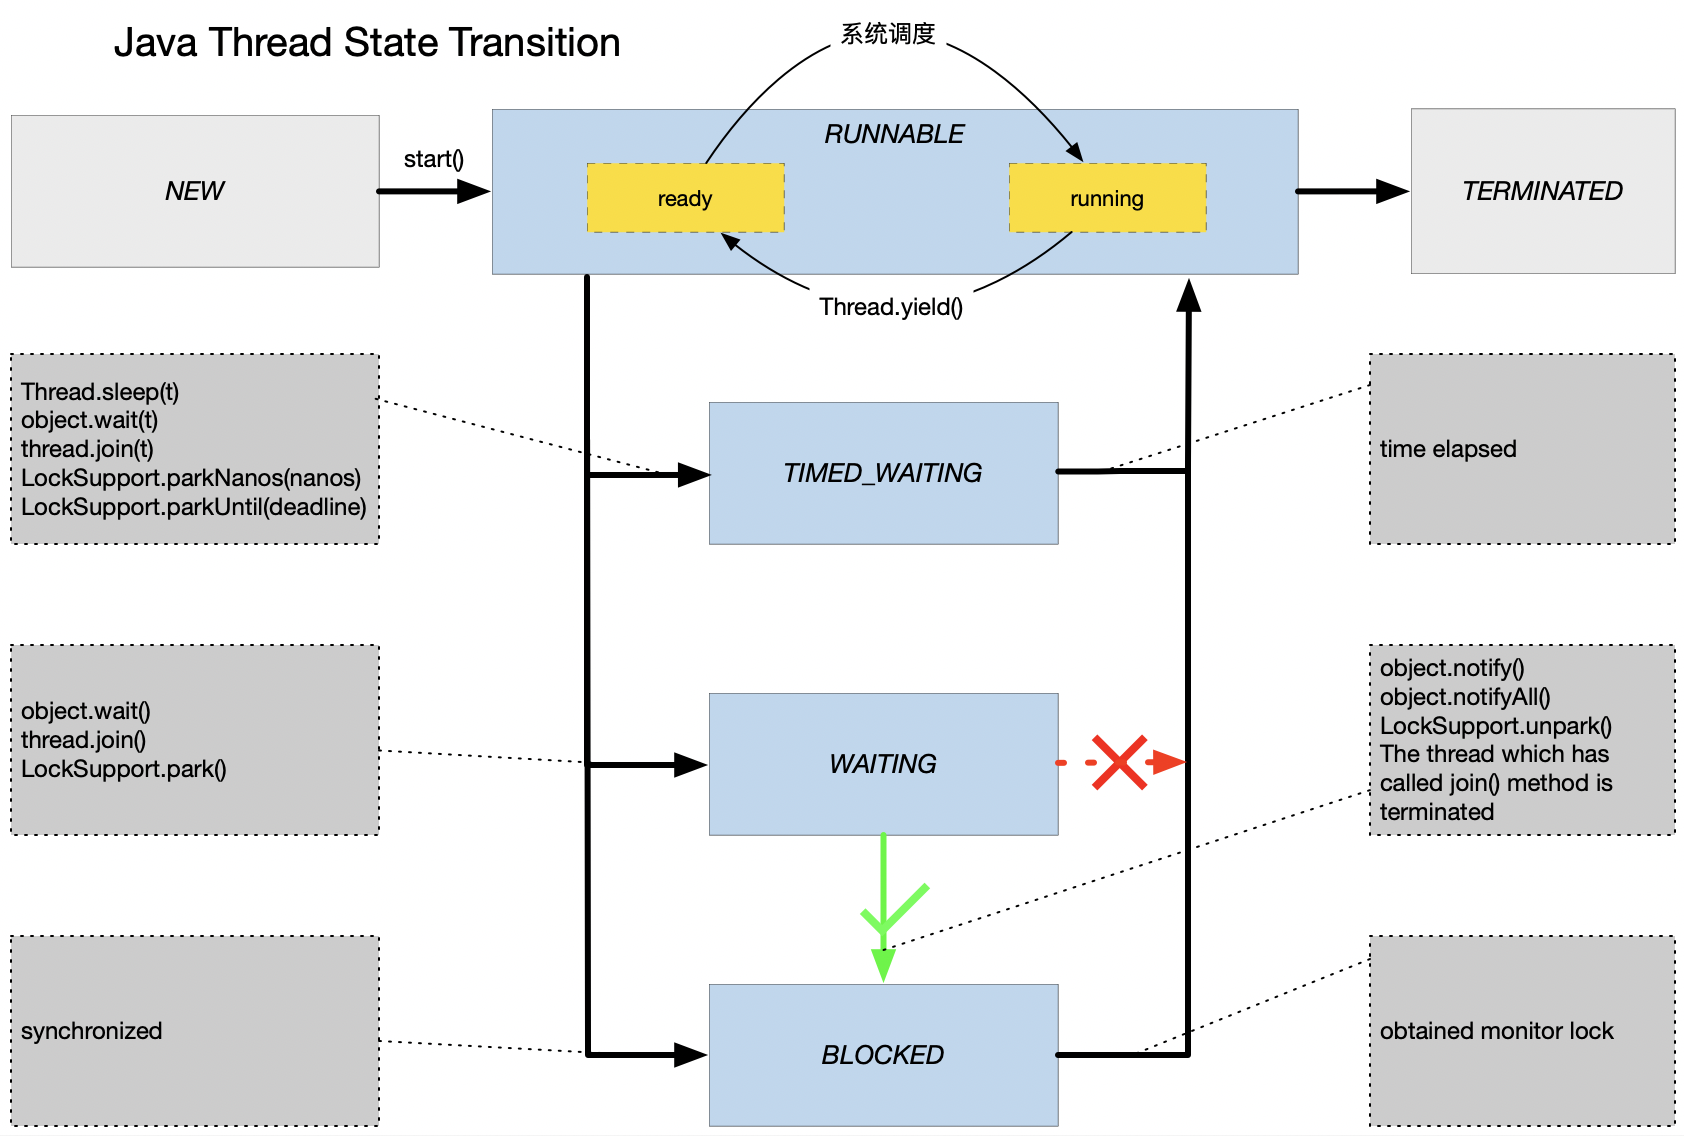 Java Thread State Transition
系统调度
NEW
start()
RUNNABLE
ready
running
Thread.yield()
TERMINATED
Thread.sleep(t)
object.wait(t)
thread.join(t)
LockSupport.parkNanos(nanos)
LockSupport.parkUntil(deadline)
TIMED_WAITING
time elapsed
object.wait()
thread.join()
LockSupport.park()
WAITING
object.notify()
object.notifyAll()
LockSupport.unpark()
The thread which has
called join() method is
terminated
synchronized
BLOCKED
obtained monitor lock